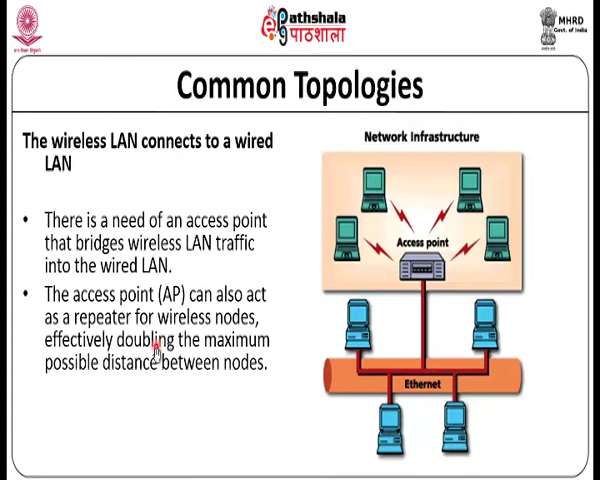 Pathshala
पाठशाला
MHRD
Govt. of India
Common Topologies
The wireless LAN connects to a wired
LAN
• There is a need of an access point
that bridges wireless LAN traffic
into the wired LAN.
• The access point (AP) can also act
as a repeater for wireless nodes,
effectively doubling the maximum
possible distance between nodes.
Network Infrastructure
Access point
Ethernet